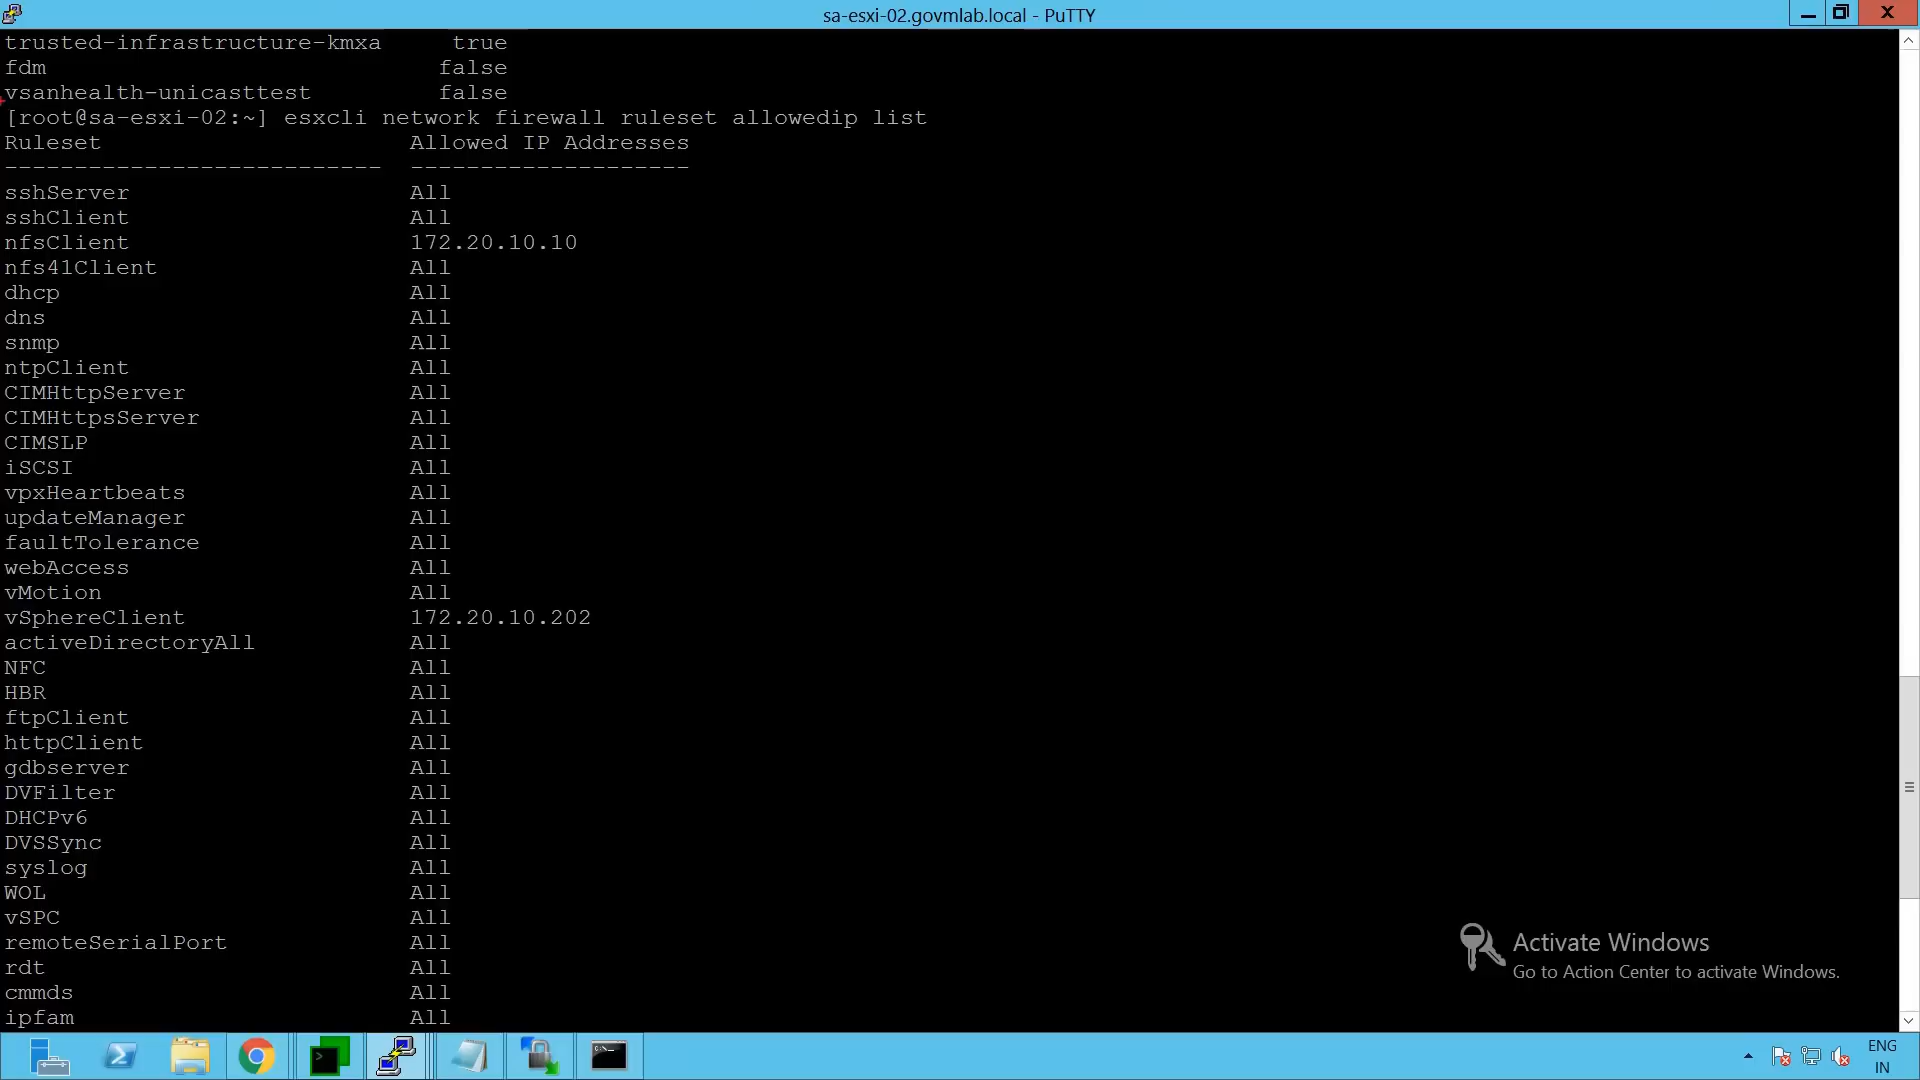 sa-esxi-02.govmlab.local - PuTTY
trusted-infrastructure-kmxa true
fdm false
vsanhealth-unicasttest false
[root@sa-esxi-02:~] esxcli network firewall ruleset allowedip list
Ruleset Allowed IP Addresses
--------------------------- --------------------
sshServer All
sshClient All
nfsClient 172.20.10.10
nfs41Client All
dhcp All
dns All
snmp All
ntpClient All
CIMHttpServer All
CIMHttpsServer All
CIMSLP All
iSCSI All
vpxHeartbeats All
updateManager All
faultTolerance All
webAccess All
vMotion All
vSphereClient 172.20.10.202
activeDirectoryAll All
NFC All
HBR All
ftpClient All
httpClient All
gdbserver All
DVFilter All
DHCPv6 All
DVSSync All
syslog All
WOL All
vSPC All
remoteSerialPort All
rdt All
cmmds All
ipfam All
Activate Windows
Go to Action Center to activate Windows.
ENG
IN